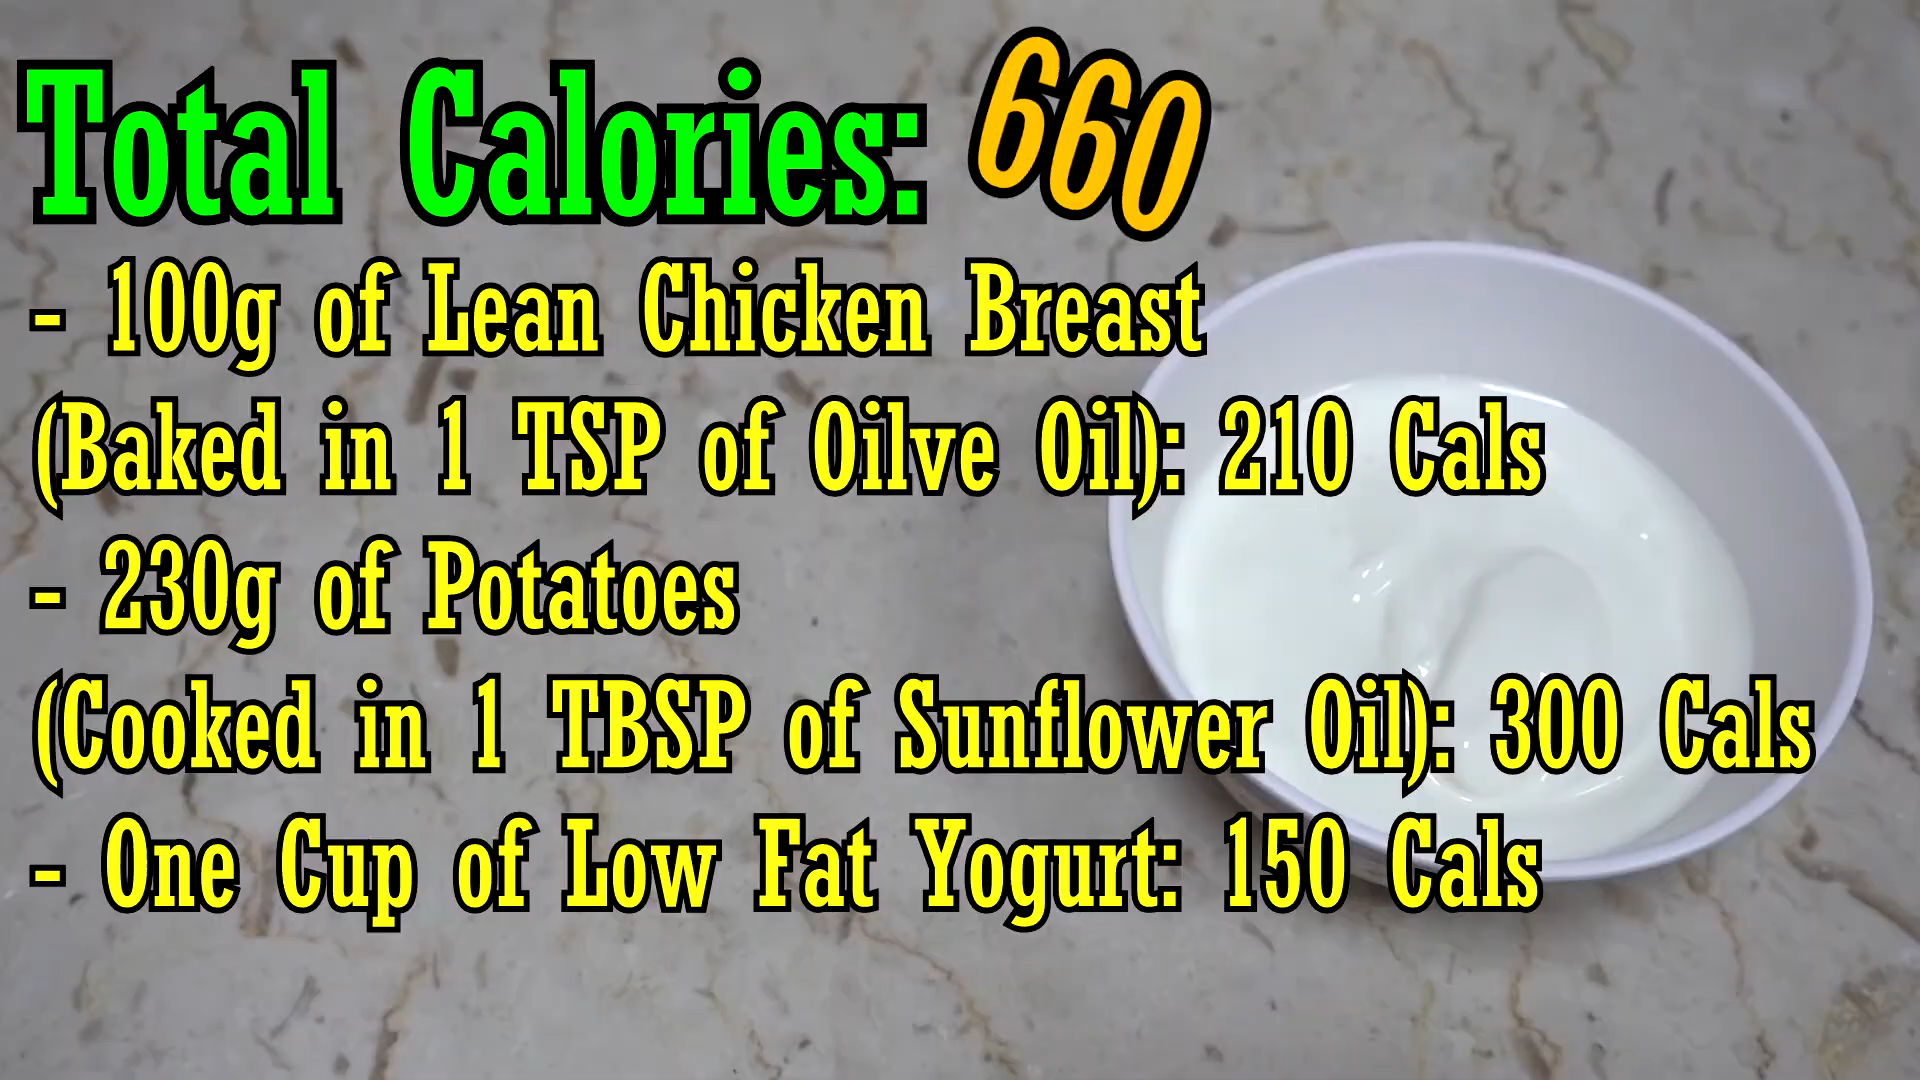 Total Calories: 660
- 100g of Lean Chicken Breast
(Baked in 1 TSP of Oilve Oil): 210 Cals
- 230g of Potatoes
(Cooked in 1 TBSP of Sunflower Oil): 300 Cals
- One Cup of Low Fat Yogurt: 150 Cals